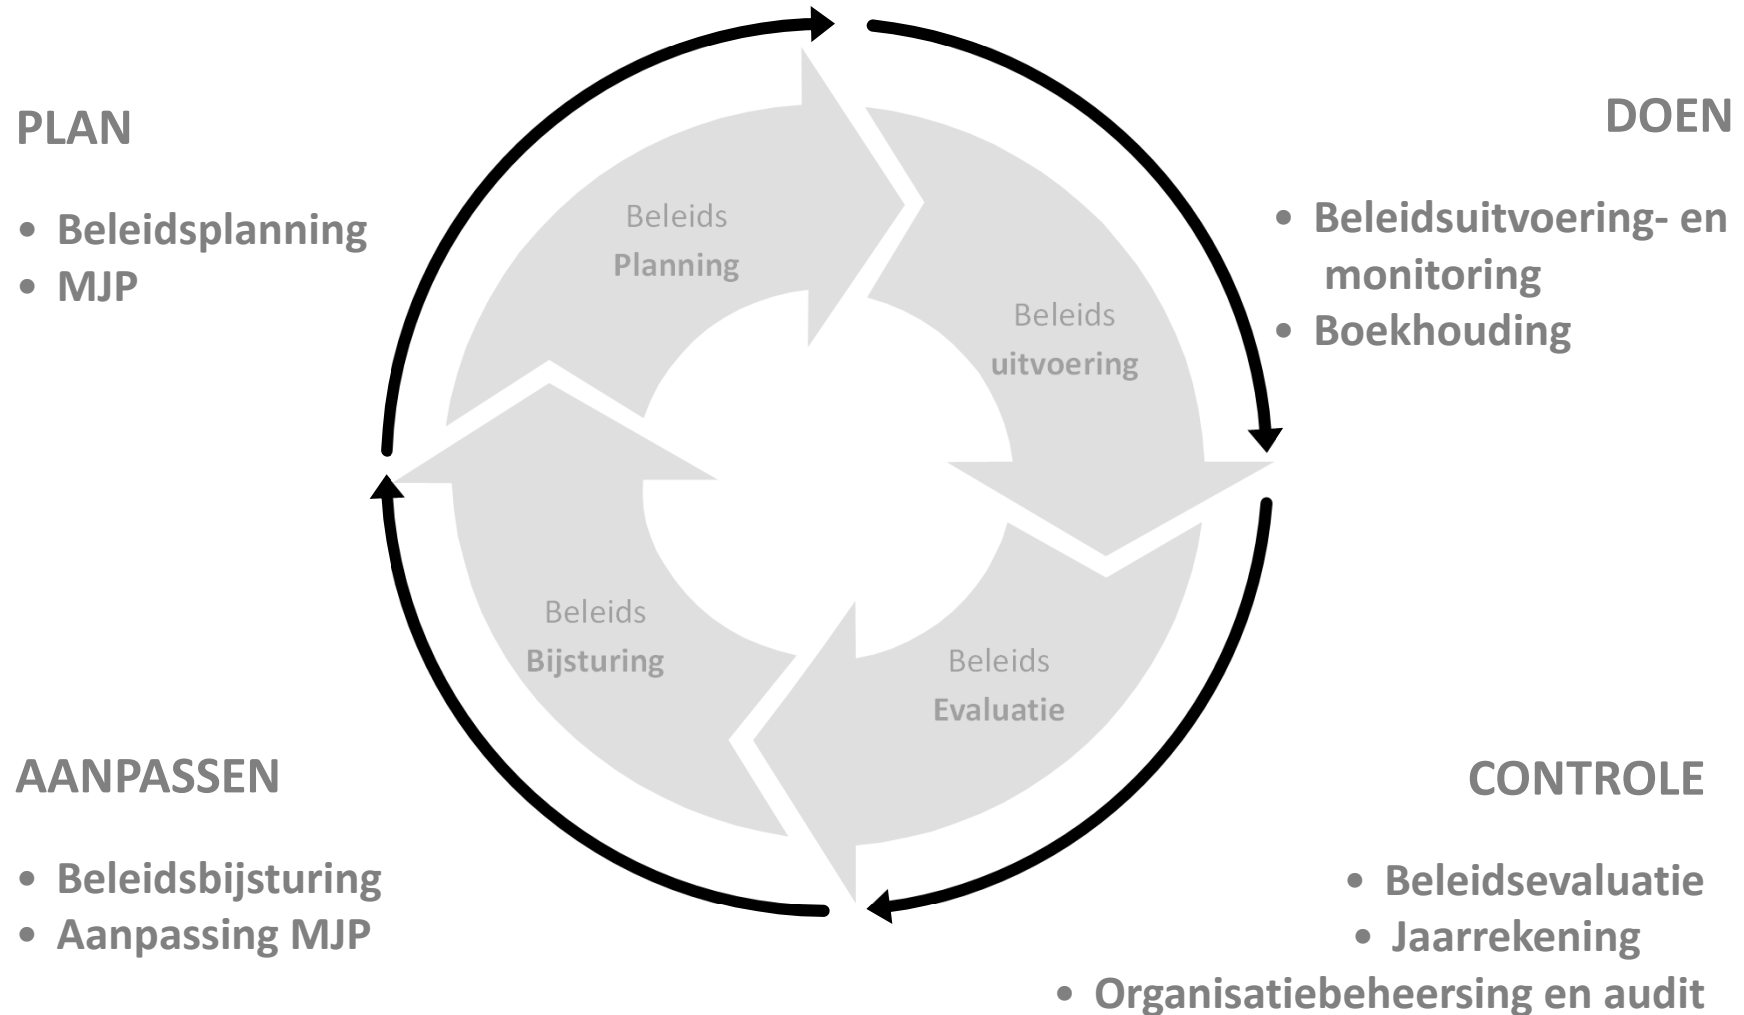 PLAN
• Beleidsplanning
• MJP
DOEN
• Beleidsuitvoering- en
monitoring
• Boekhouding
Beleids
Planning
Beleids
uitvoering
Beleids
Bijsturing
Beleids
Evaluatie
AANPASSEN
• Beleidsbijsturing
• Aanpassing MJP
CONTROLE
• Beleidsevaluatie
• Jaarrekening
• Organisatiebeheersing en audit